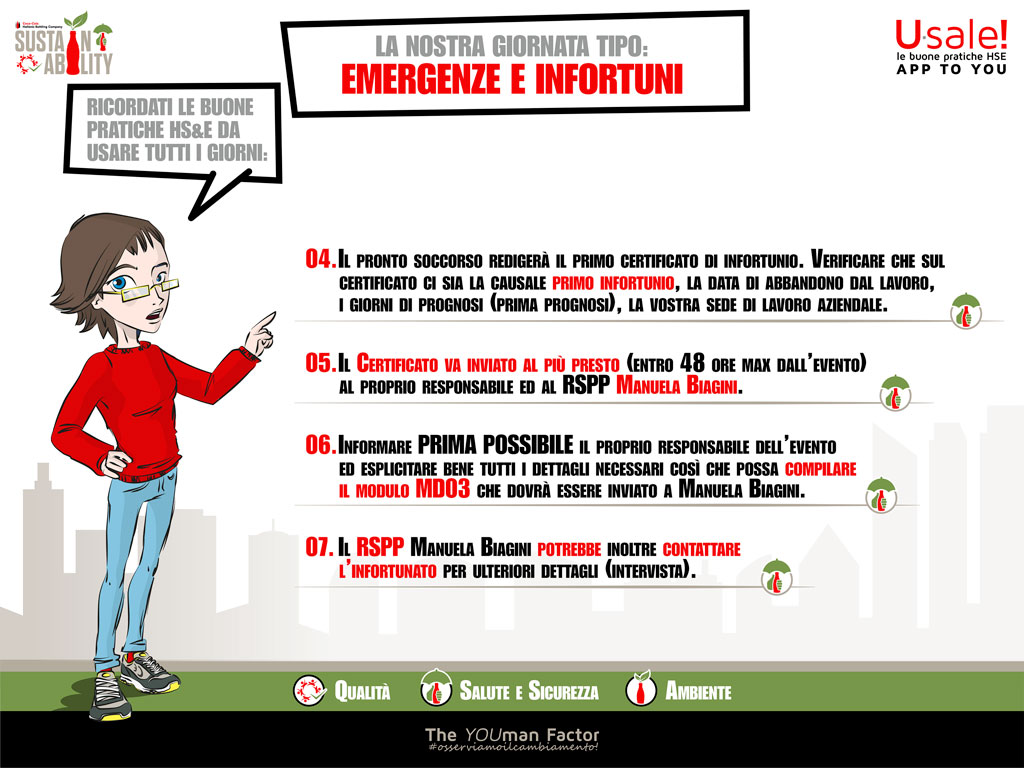 Coca-Cola
Hellenic Bottling Company
SUSTAIN
ABILITY
LA NOSTRA GIORNATA TIPO:
EMERGENZE E INFORTUNI
U.sale!
le buone pratiche HSE
APP TO YOU
RICORDATI LE BUONE
PRATICHE HS&E DA
USARE TUTTI I GIORNI:
04. IL PRONTO SOCCORSO REDIGERÀ IL PRIMO CERTIFICATO DI INFORTUNIO. VERIFICARE CHE SUL
CERTIFICATO CI SIA LA CAUSALE PRIMO INFORTUNIO, LA DATA DI ABBANDONO DAL LAVORO,
I GIORNI DI PROGNOSI (PRIMA PROGNOSI), LA VOSTRA SEDE DI LAVORO AZIENDALE.
05. IL CERTIFICATO VA INVIATO AL PIÙ PRESTO (ENTRO 48 ORE MAX DALL'EVENTO)
AL PROPRIO RESPONSABILE ED AL RSPP MANUELA BIAGINI.
06. INFORMARE PRIMA POSSIBILE IL PROPRIO RESPONSABILE DELL'EVENTO
ED ESPLICITARE BENE TUTTI I DETTAGLI NECESSARI COSÌ CHE POSSA COMPILARE
IL MODULO MD03 CHE DOVRÀ ESSERE INVIATO A MANUELA BIAGINI.
07. IL RSPP MANUELA BIAGINI POTREBBE INOLTRE CONTATTARE
L'INFORTUNATO PER ULTERIORI DETTAGLI (INTERVISTA).
QUALITÀ SALUTE E SICUREZZA AMBIENTE
The YOUman Factor
#osserviamoilcambiamento!